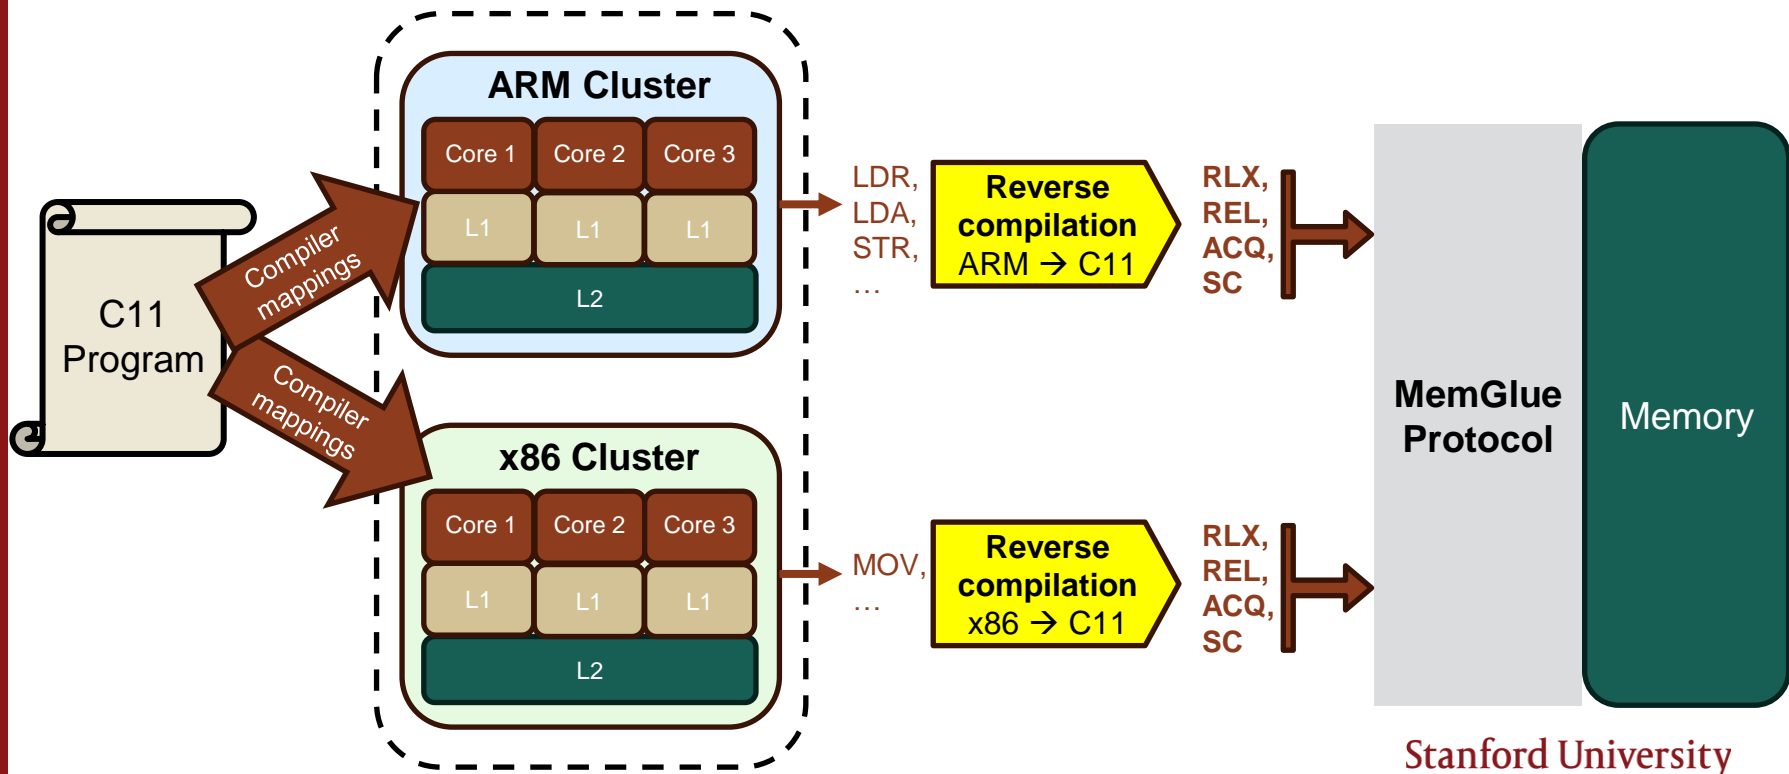 C11
Program
Compiler
mappings
Compiler
mappings
ARM Cluster
Core 1
Core 2
Core 3
L1
L1
L1
L2
x86 Cluster
Core 1
Core 2
Core 3
L1
L1
L1
L2
LDR,
LDA,
STR,
…
Reverse
compilation
ARM → C11
RLX,
REL,
ACQ,
SC
MOV,
…
Reverse
compilation
x86 → C11
RLX,
REL,
ACQ,
SC
MemGlue
Protocol
Memory
Stanford University